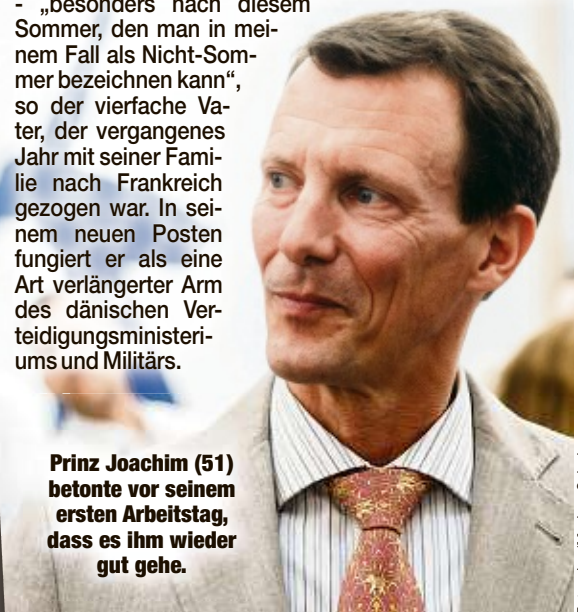 - „besonders nach diesem
Sommer, den man in mei-
nem Fall als Nicht-Som-
mer bezeichnen kann“,
so der vierfache Va-
ter, der vergangenes
Jahr mit seiner Fami-
lie nach Frankreich
gezogen war. In sei-
nem neuen Posten
fungiert er als eine
Art verlängerter Arm
des dänischen Ver-
teidigungsministeri-
ums und Militärs.
Prinz Joachim (51)
betonte vor seinem
ersten Arbeitstag,
dass es ihm wieder
gut gehe.